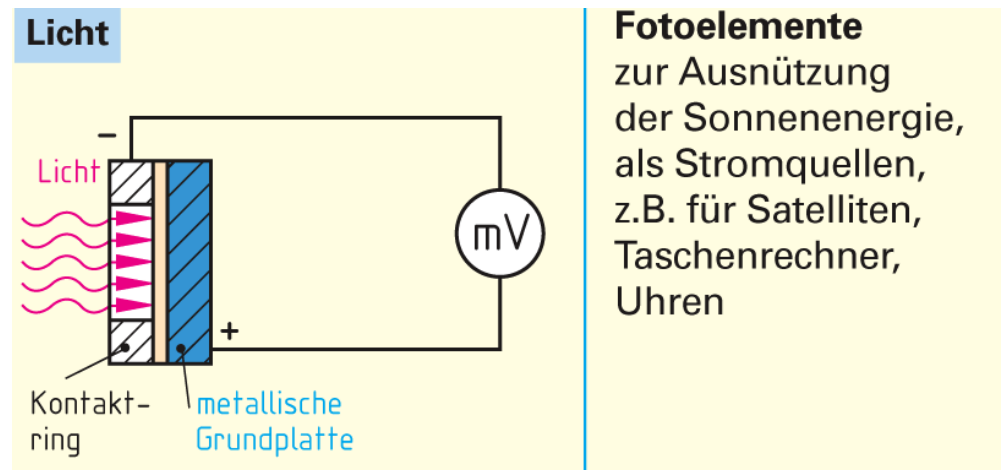 Licht
–
Licht
mV
+
Kontakt-
ring
metallische
Grundplatte
Fotoelemente
zur Ausnützung
der Sonnenenergie,
als Stromquellen,
z.B. für Satelliten,
Taschenrechner,
Uhren